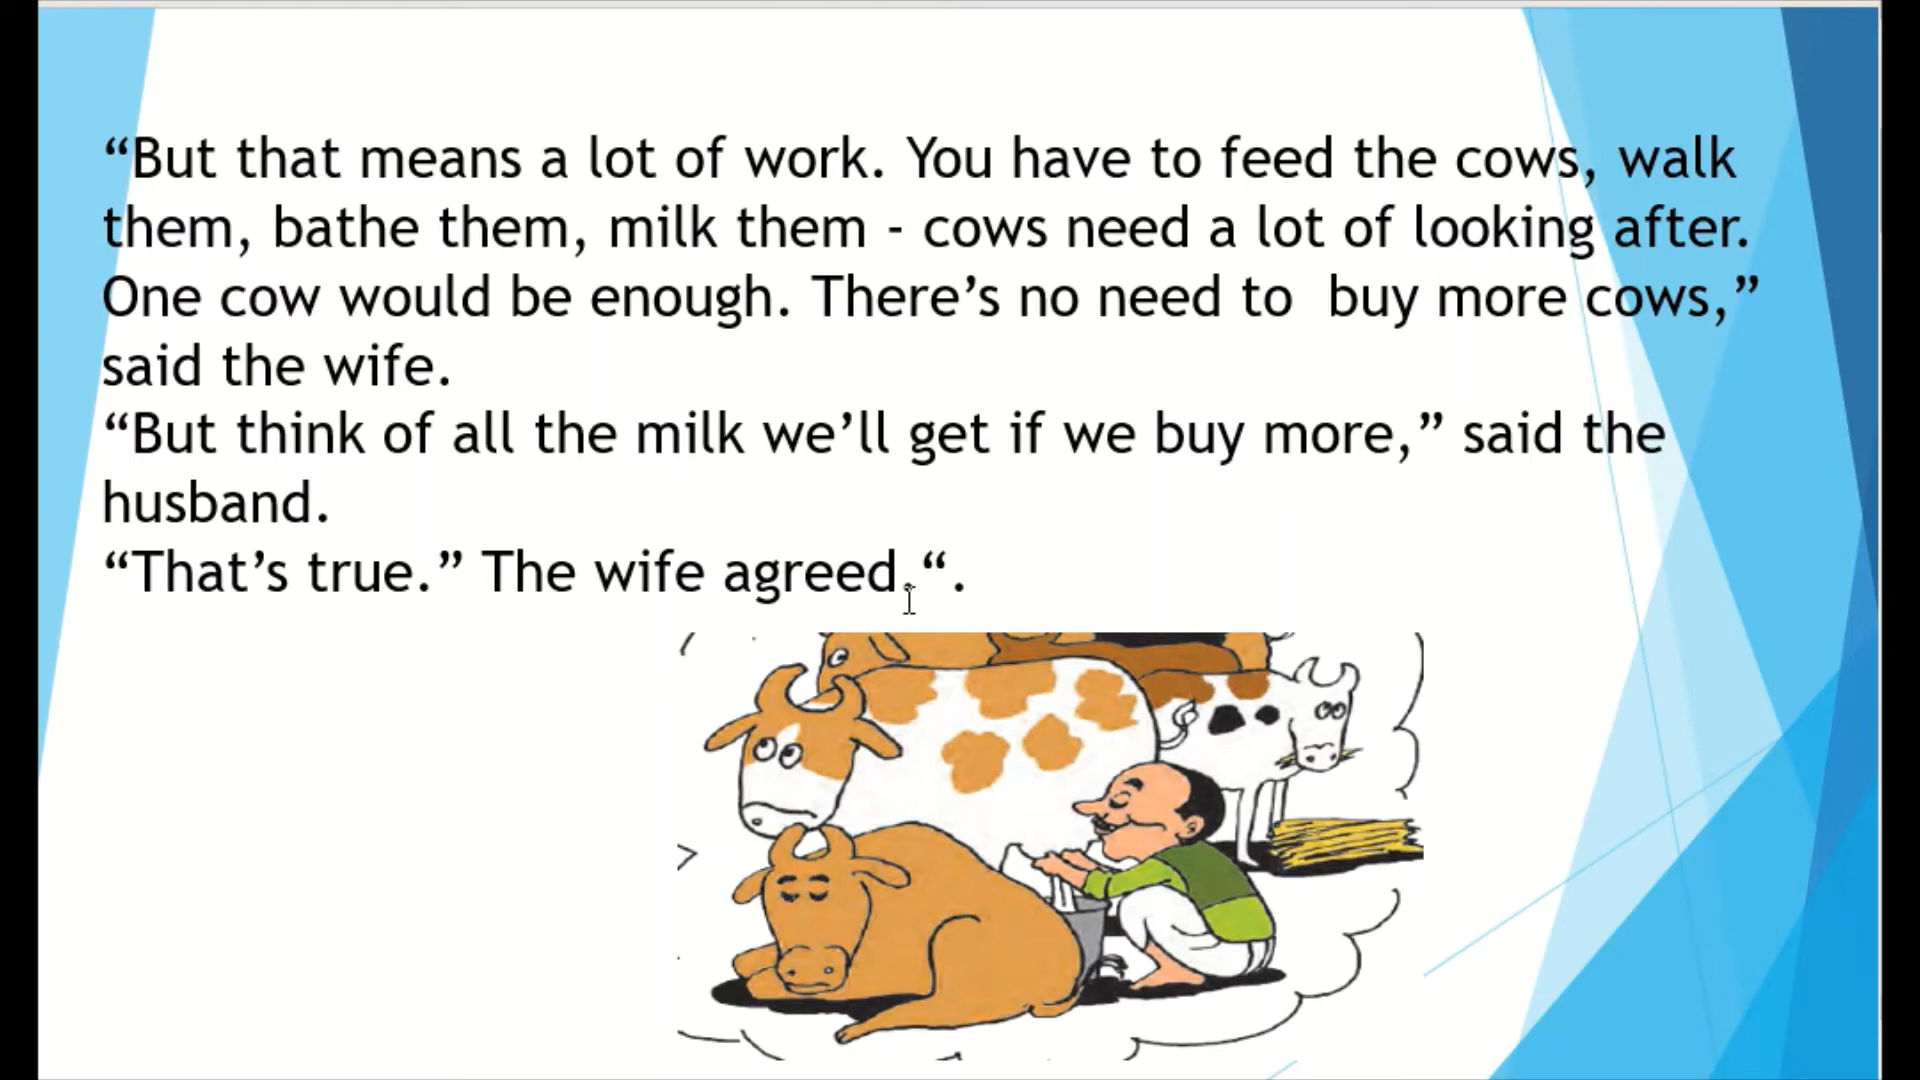 “But that means a lot of work. You have to feed the cows, walk
them, bathe them, milk them - cows need a lot of looking after.
One cow would be enough. There’s no need to  buy more cows,”
said the wife.
“But think of all the milk we’ll get if we buy more,” said the
husband.
“That’s true.” The wife agreed.“.